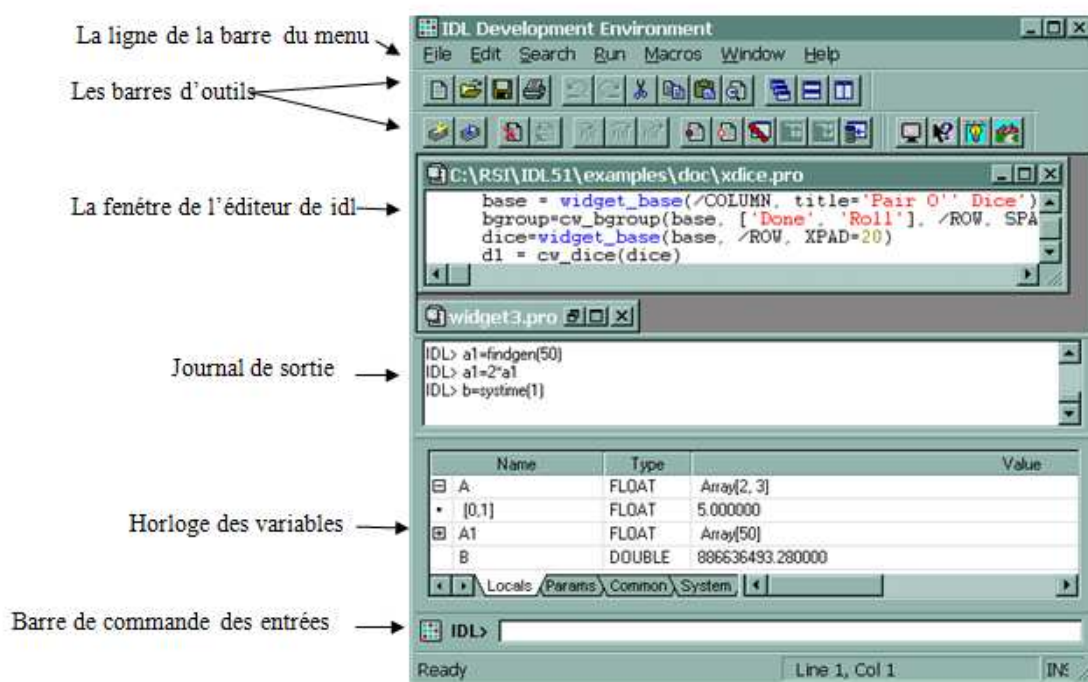 La ligne de la barre du menu
Les barres d'outils
La fenétre de l'éditeur de idl
Journal de sortie
Horloge des variables
Barre de commande des entrées
IDL Development Environment
File Edit Search Run Macros Window Help
C:\RSI\IDL51\examples\doc\xdice.pro
base = widget_base(/COLUMN, title='Pair O'' Dice')
bgroup=cw_bgroup(base, ['Done', 'Roll'], /ROW, SPA
dice=widget_base(base, /ROW, XPAD=20)
d1 = cw_dice(dice)
widget3.pro
IDL> a1=findgen(50)
IDL> a1=2*a1
IDL> b=systime(1)
Name Type Value
A FLOAT Array[2, 3]
[0,1] FLOAT 5.000000
A1 FLOAT Array[50]
B DOUBLE 886636493.280000
Locals Params Common System
IDL>
Ready Line 1, Col 1